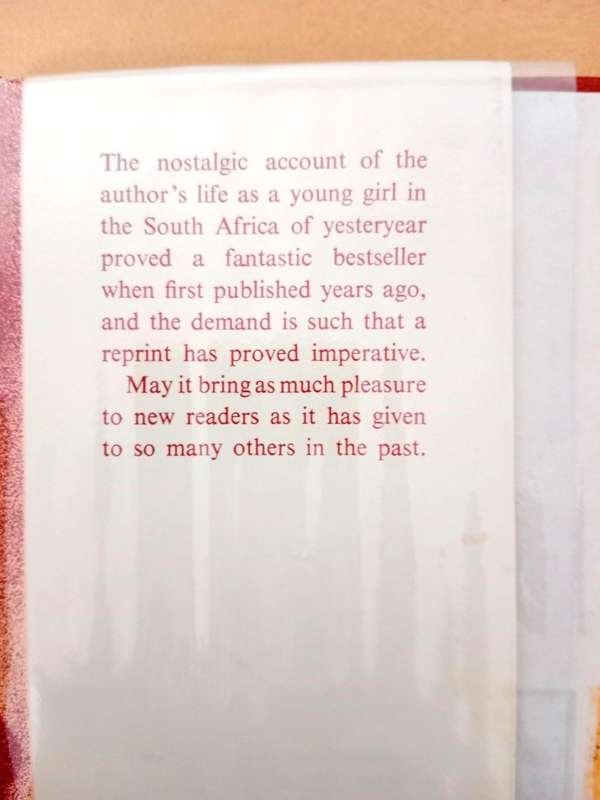 The nostalgic account of the
author's life as a young girl in
the South Africa of yesteryear
proved a fantastic bestseller
when first published years ago,
and the demand is such that a
reprint has proved imperative.
May it bring as much pleasure
to new readers as it has given
to so many others in the past.